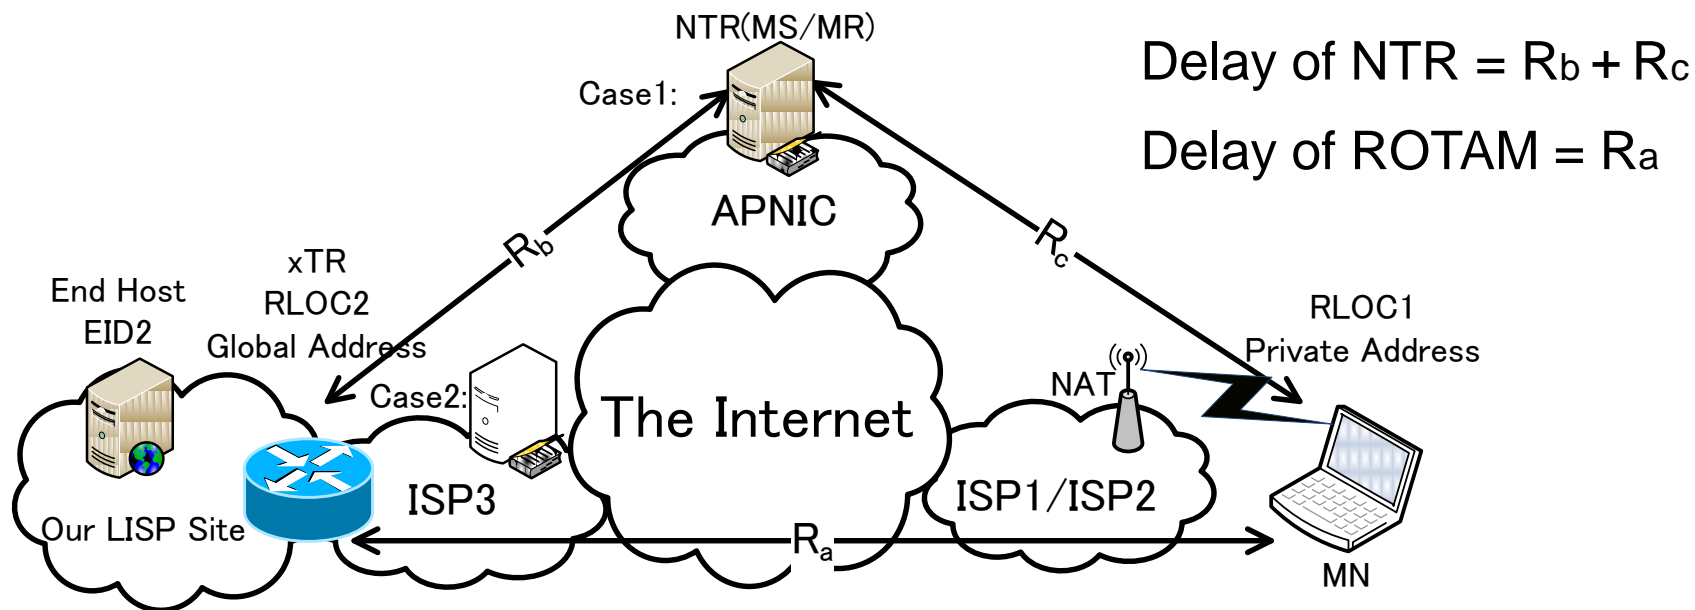 NTR(MS/MR)
Case1:
Delay of NTR = Rb + Rc
Delay of ROTAM = Ra
APNIC
Rb
Rc
xTR
RLOC2
Global Address
End Host
EID2
RLOC1
Private Address
Case2:
NAT
The Internet
ISP3
ISP1/ISP2
Our LISP Site
Ra
MN